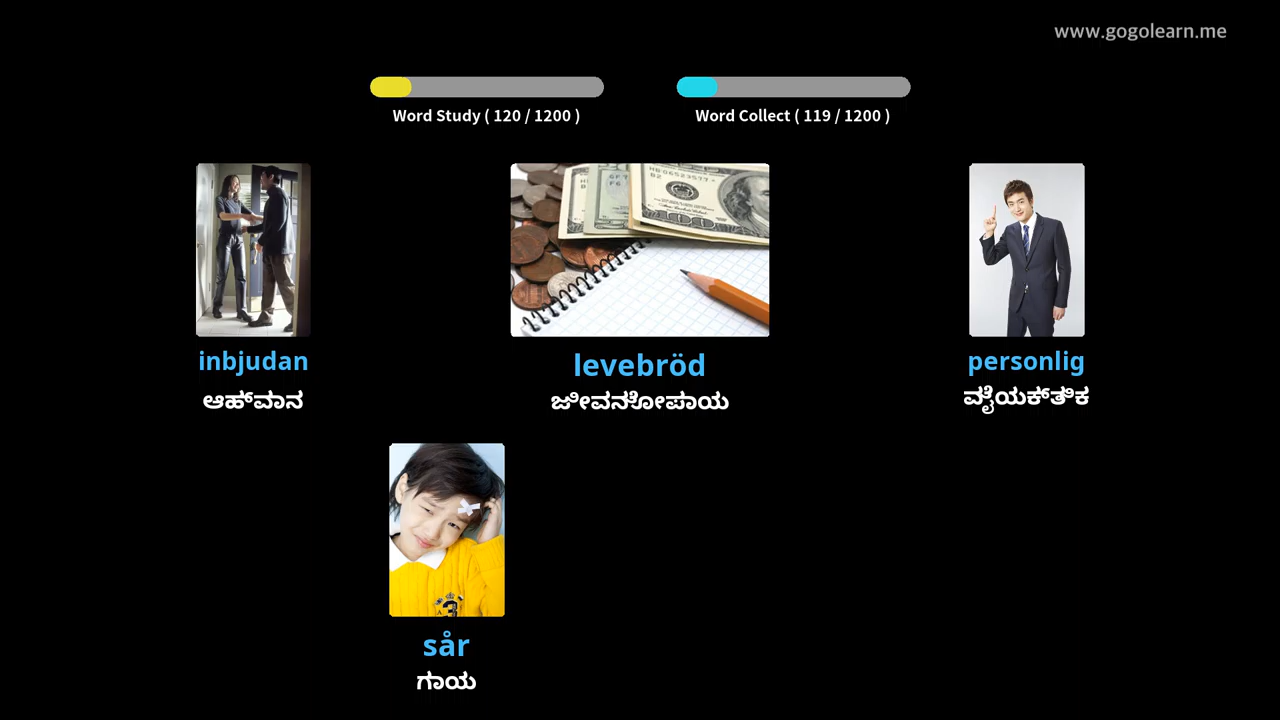 www.gogolearn.me
Word Study ( 120 / 1200 )
Word Collect ( 119 / 1200 )
inbjudan
levebröd
personlig
ಆಹ್ವಾನ
ಜೀವನೋಪಾಯ
ವೈಯಕ್ತಿಕ
sår
ಗಾಯ